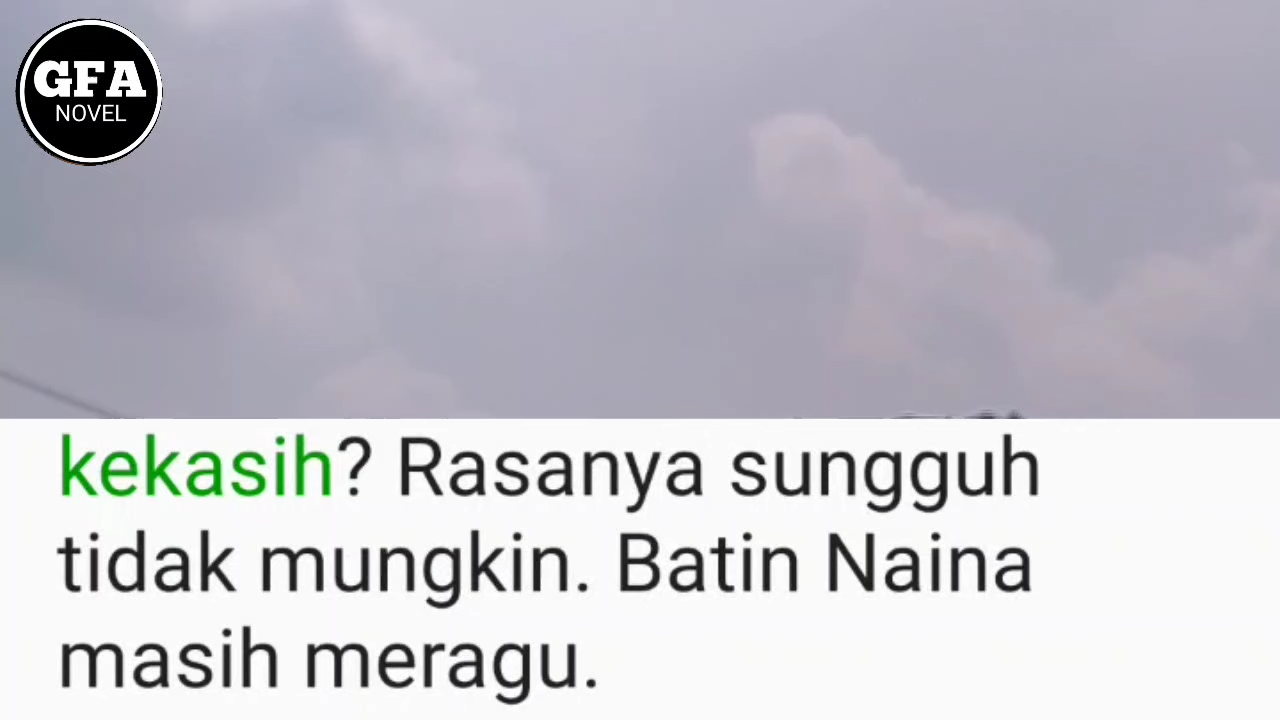 GFA
NOVEL
kekasih? Rasanya sungguh
tidak mungkin. Batin Naina
masih meragu.